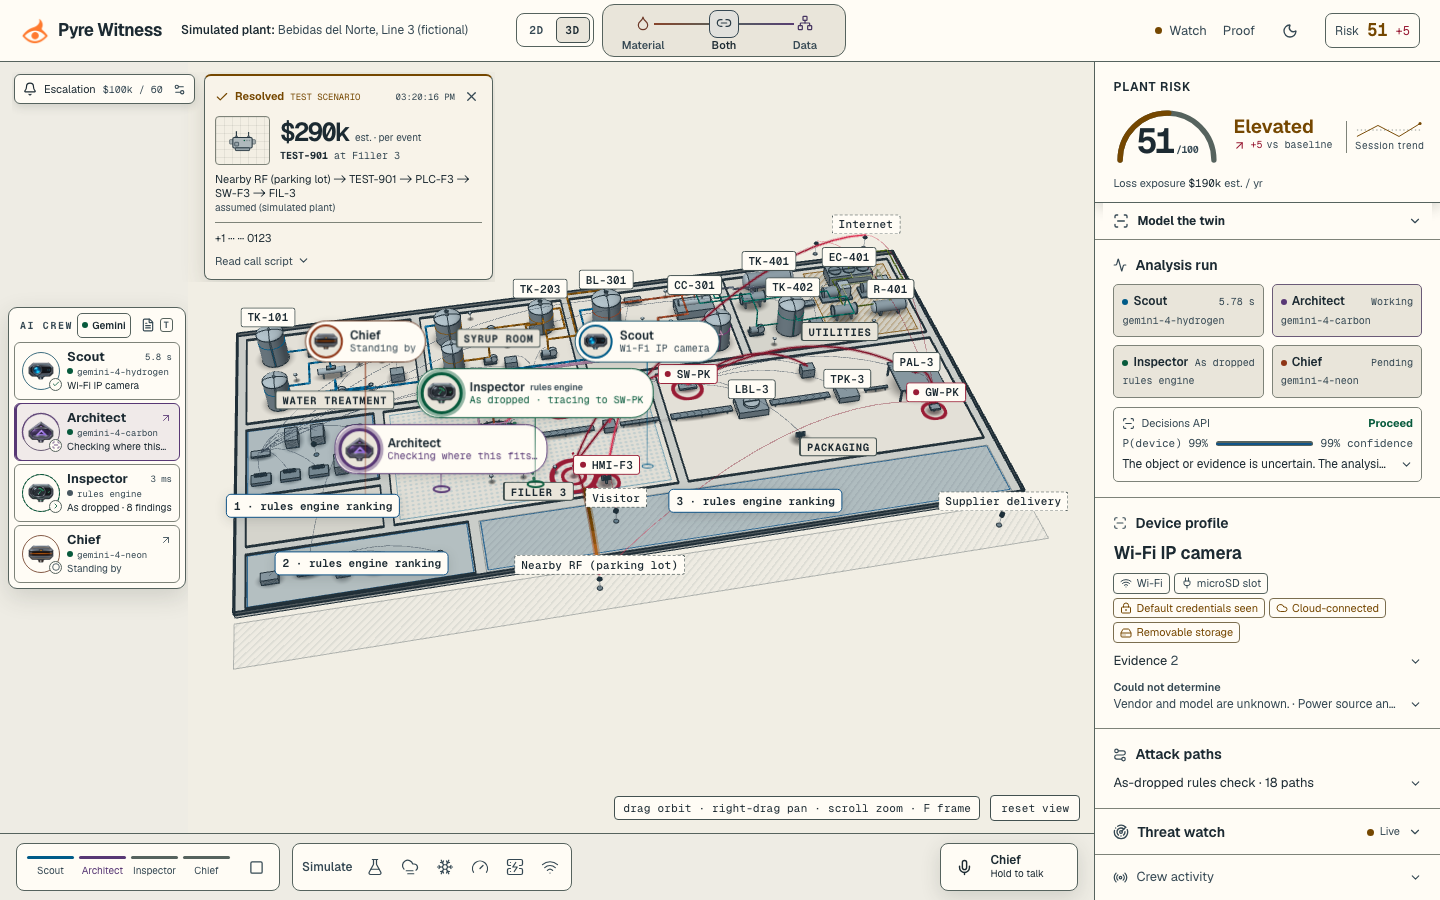 Pyre Witness
Simulated plant: Bebidas del Norte, Line 3 (fictional)
2D
3D
Material
Both
Data
Watch
Proof
Risk 51 +5
Escalation $100k / 60
Resolved TEST SCENARIO 03:20:16 PM
$290k est. · per event
TEST-901 at Filler 3
Nearby RF (parking lot) → TEST-901 → PLC-F3 →
SW-F3 → FIL-3
assumed (simulated plant)
+1 ··· ··· 0123
Read call script
AI CREW
Gemini
T
Scout 5.8 s
gemini-4-hydrogen
Wi-Fi IP camera
Architect
gemini-4-carbon
Checking where this…
Inspector 3 ms
rules engine
As dropped · 8 findings
Chief
gemini-4-neon
Standing by
Internet
TK-401
EC-401
BL-301
TK-203
CC-301
TK-402
R-401
TK-101
Chief
Standing by
SYRUP ROOM
Scout
Wi-Fi IP camera
UTILITIES
PAL-3
SW-PK
TPK-3
Inspector rules engine
As dropped · tracing to SW-PK
LBL-3
GW-PK
WATER TREATMENT
Architect
Checking where this fits…
PACKAGING
HMI-F3
FILLER 3
Visitor
1 · rules engine ranking
3 · rules engine ranking
Supplier delivery
2 · rules engine ranking
Nearby RF (parking lot)
drag orbit · right-drag pan · scroll zoom · F frame
reset view
Scout
Architect
Inspector
Chief
Simulate
Chief
Hold to talk
PLANT RISK
51 /100
Elevated
+5 vs baseline
Session trend
Loss exposure $190k est. / yr
Model the twin
Analysis run
Scout 5.78 s
gemini-4-hydrogen
Architect Working
gemini-4-carbon
Inspector As dropped
rules engine
Chief Pending
gemini-4-neon
Decisions API Proceed
P(device) 99% 99% confidence
The object or evidence is uncertain. The analysi…
Device profile
Wi-Fi IP camera
Wi-Fi
microSD slot
Default credentials seen
Cloud-connected
Removable storage
Evidence 2
Could not determine
Vendor and model are unknown. · Power source an…
Attack paths
As-dropped rules check · 18 paths
Threat watch
Live
Crew activity